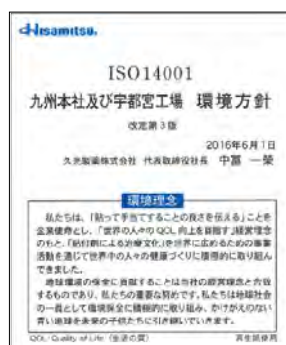 Hisamitsu.
ISO14001
九州本社及び宇都宮工場 環境方針
改定第3版
2016年6月1日
久光製薬株式会社 代表取締役社長 中冨 一榮
環境理念
私たちは、「貼って手当てすることの良さを伝える」ことを
企業使命とし、「世界の人々のQOL向上を目指す」経営理念
のもと、「貼付剤による治療文化」を世界に広めるための事業
活動を通じて世界中の人々の健康づくりに積極的に取り組ん
できました。
地球環境の保全に貢献することは当社の経営理念と合致
するものであり、私たちの重要な努めです。私たちは地球社会
の一員として環境保全に積極的に取り組み、かけがえのない
青い地球を未来の子供たちに引き継いでいきます。
QOL: Quality of Life（生活の質）
再生紙使用